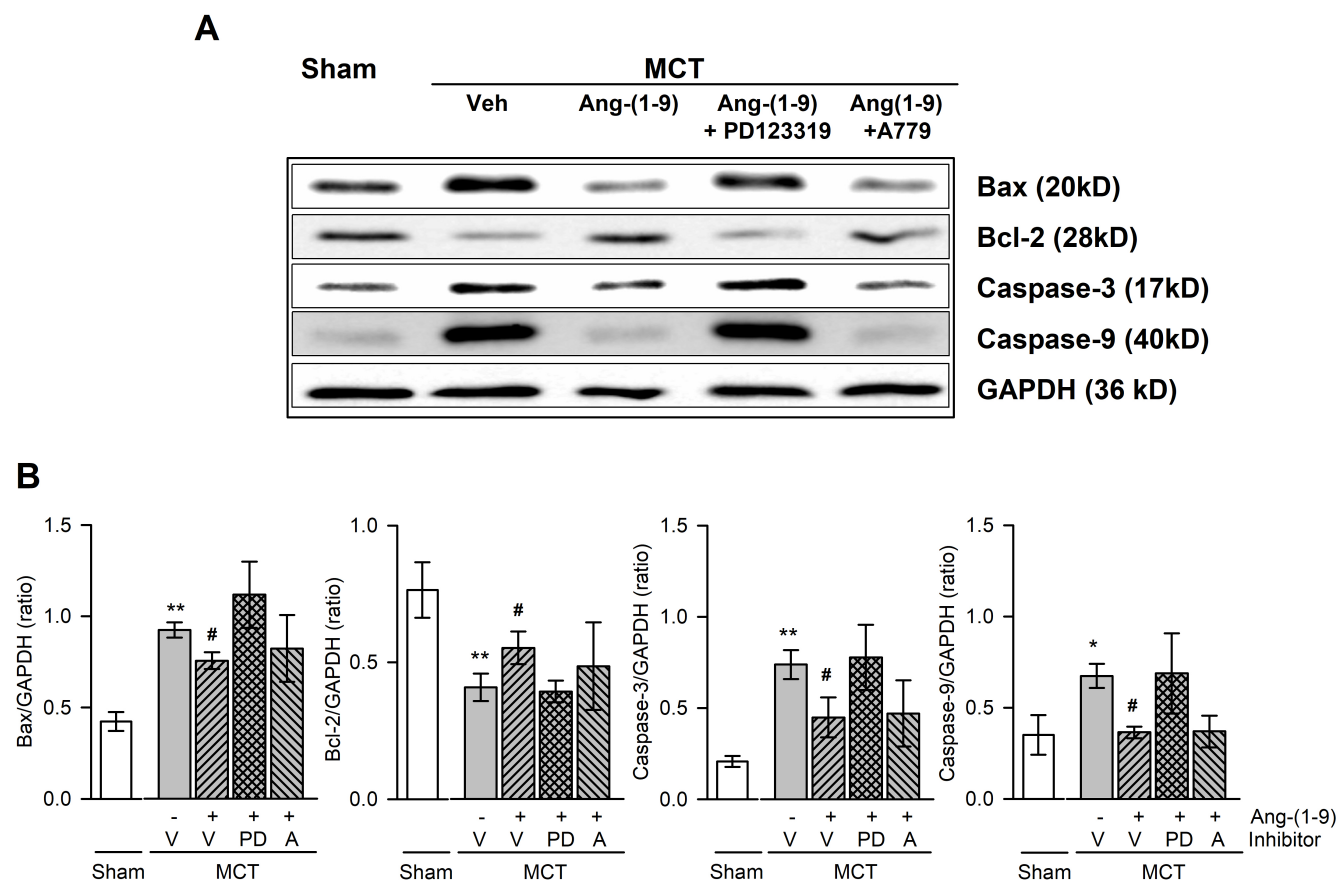 A
Sham
MCT
Veh
Ang-(1-9)
Ang-(1-9)
+ PD123319
Ang(1-9)
+A779
Bax (20kD)
Bcl-2 (28kD)
Caspase-3 (17kD)
Caspase-9 (40kD)
GAPDH (36 kD)
B
Bax/GAPDH (ratio)
1.5
1.0
0.5
0.0
**
#
- + + +
V V PD A
Sham MCT
Bcl-2/GAPDH (ratio)
1.0
0.5
0.0
**
#
- + + +
V V PD A
Sham MCT
Caspase-3/GAPDH (ratio)
1.5
1.0
0.5
0.0
**
#
- + + +
V V PD A
Sham MCT
Caspase-9/GAPDH (ratio)
1.5
1.0
0.5
0.0
*
#
- + + + Ang-(1-9)
V V PD A Inhibitor
Sham MCT